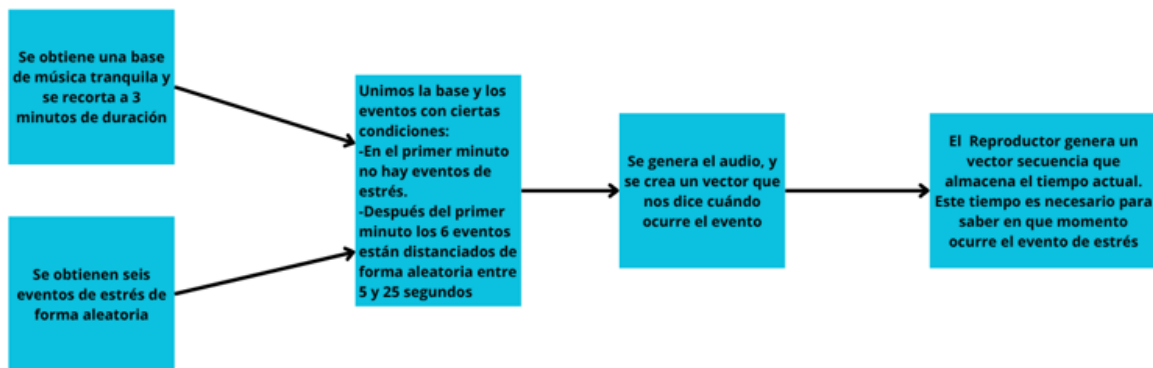 Se obtiene una base
de música tranquila y
se recorta a 3
minutos de duración
Se obtienen seis
eventos de estrés de
forma aleatoria
Unimos la base y los
eventos con ciertas
condiciones:
-En el primer minuto
no hay eventos de
estrés.
-Después del primer
minuto los 6 eventos
están distanciados de
forma aleatoria entre
5 y 25 segundos
Se genera el audio, y
se crea un vector que
nos dice cuándo
ocurre el evento
El Reproductor genera un
vector secuencia que
almacena el tiempo actual.
Este tiempo es necesario para
saber en que momento
ocurre el evento de estrés